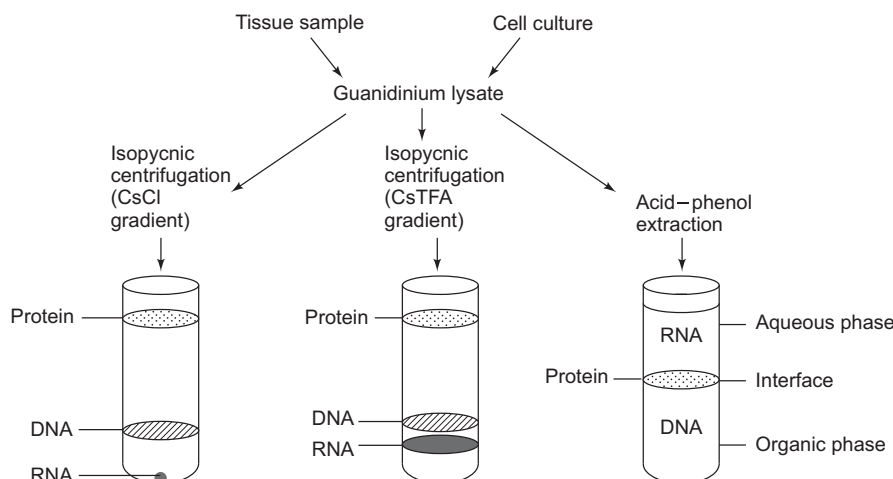 Tissue sample
Cell culture
Guanidinium lysate
Isopycnic
centrifugation
(CsCl
gradient)
Isopycnic
centrifugation
(CsTFA
gradient)
Acid–phenol
extraction
Protein
DNA
RNA
Protein
DNA
RNA
RNA
Aqueous phase
Protein
Interface
DNA
Organic phase